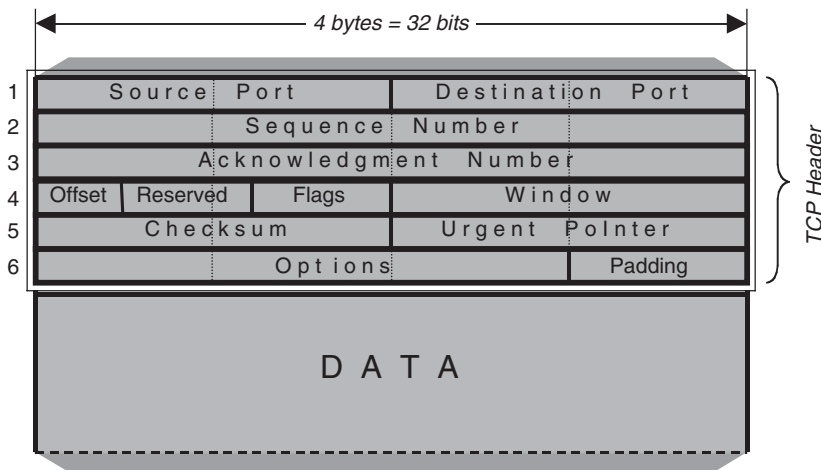 4 bytes = 32 bits
1 Source Port Destination Port
2 Sequence Number
3 Acknowledgment Number
4 Offset Reserved Flags Window
5 Checksum Urgent PoInter
6 Options Padding
TCP Header
DATA